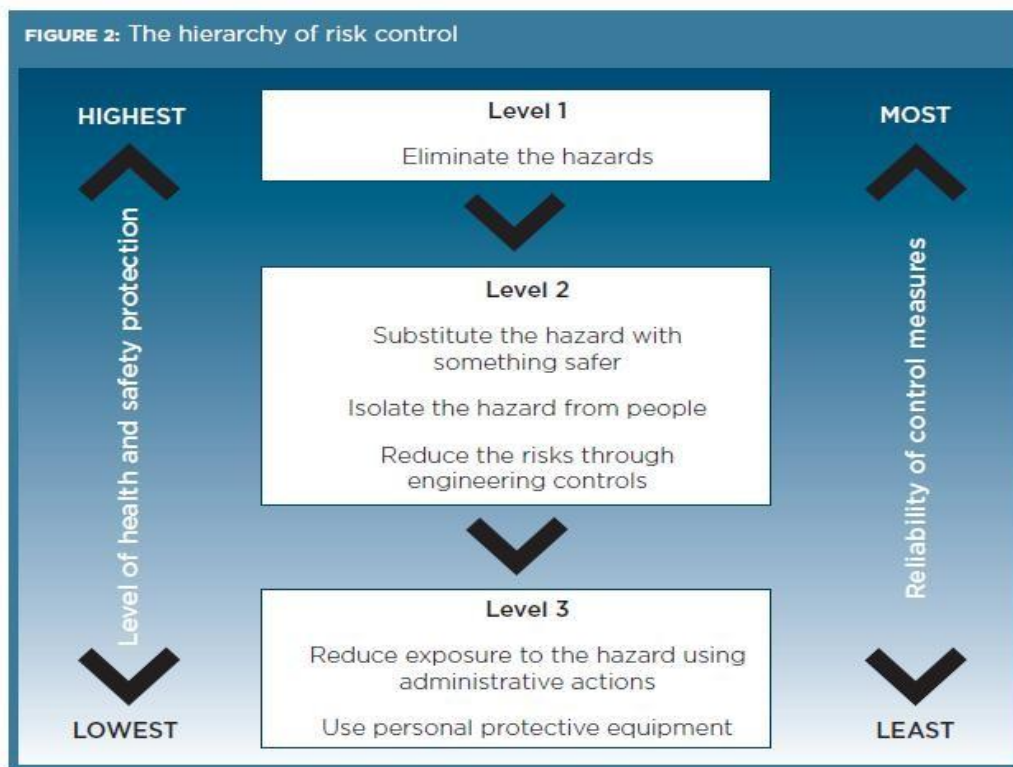 FIGURE 2: The hierarchy of risk control
HIGHEST
Level of health and safety protection
LOWEST
Level 1
Eliminate the hazards
Level 2
Substitute the hazard with
something safer
Isolate the hazard from people
Reduce the risks through
engineering controls
Level 3
Reduce exposure to the hazard using
administrative actions
Use personal protective equipment
MOST
Reliability of control measures
LEAST